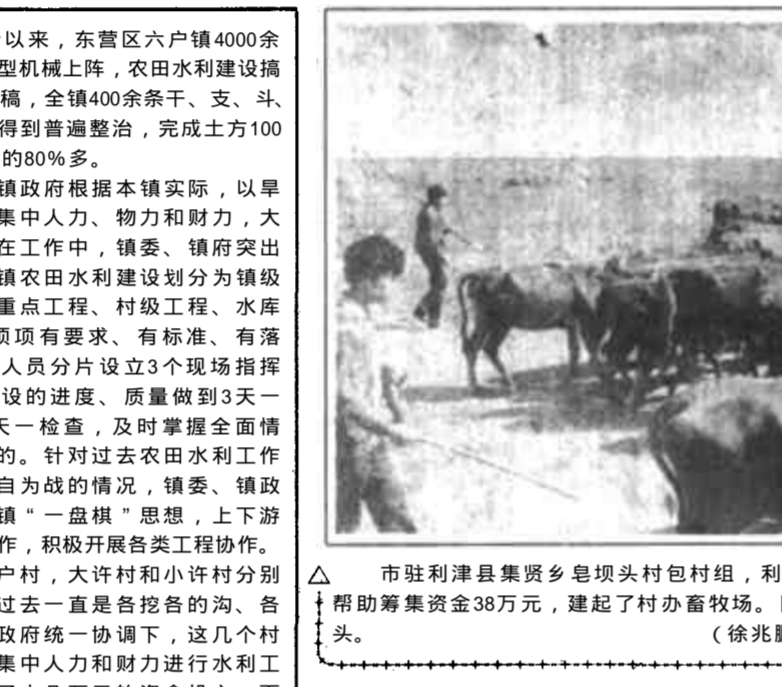 以来，东营区六户镇4000余
型机械上阵，农田水利建设搞
稿，全镇400余条干、支、斗、
得到普遍整治，完成土方100
的80%多。
镇政府根据本镇实际，以旱
集中人力、物力和财力，大
在工作中，镇委、镇府突出
镇农田水利建设划分为镇级
重点工程、村级工程、水库
项项有要求、有标准、有落
人员分片设立3个现场指挥
设的进度、质量做到3天一
天一检查，及时掌握全面情
的。针对过去农田水利工作
自为战的情况，镇委、镇政
镇“一盘棋”思想，上下游
作，积极开展各类工程协作。
户村，大许村和小许村分别
过去一直是各挖各的沟、各
政府统一协调下，这几个村
集中人力和财力进行水利工
△ 市驻利津县集贤乡皂坝头村包村组，利
帮助筹集资金38万元，建起了村办畜牧场。
头。 （徐兆